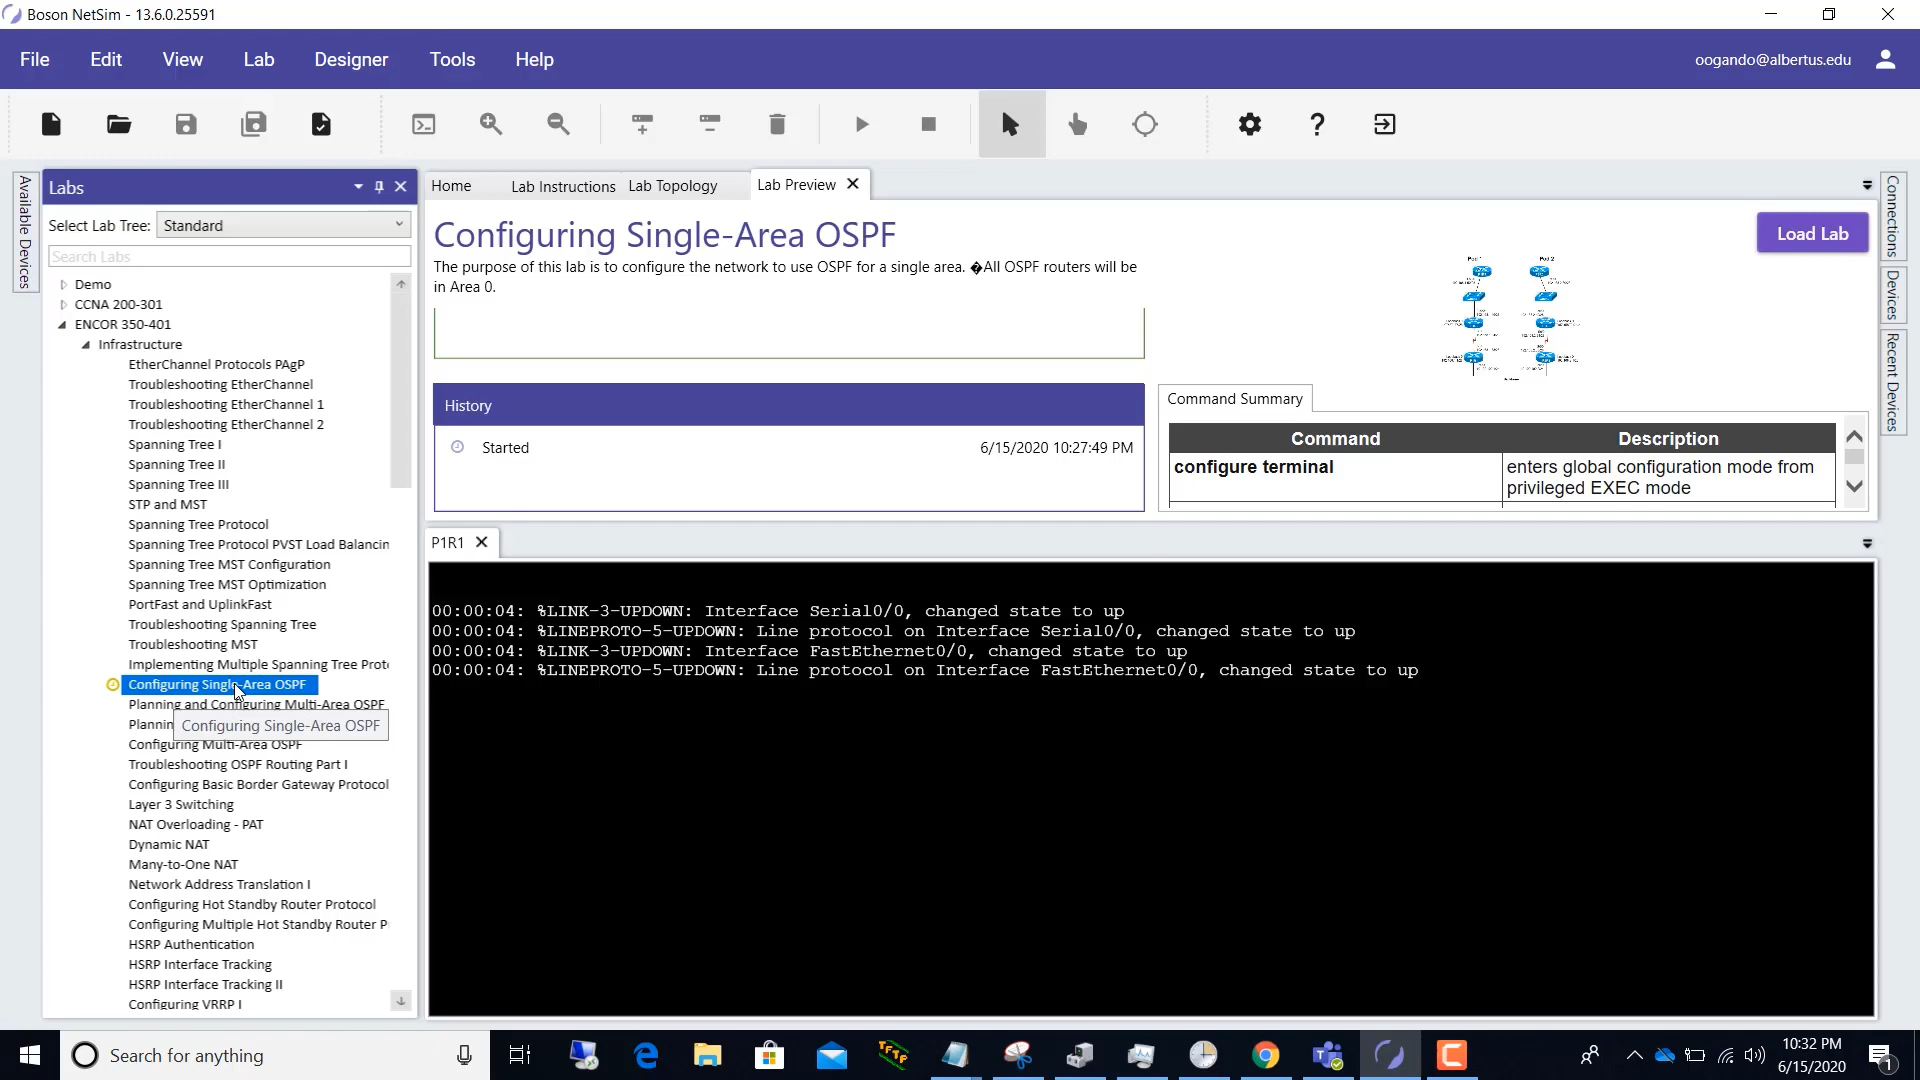 Boson NetSim - 13.6.0.25591
File Edit View Lab Designer Tools Help
oogando@albertus.edu
Available Devices
Labs
Select Lab Tree: Standard
Search Labs
Demo
CCNA 200-301
ENCOR 350-401
Infrastructure
EtherChannel Protocols PAgP
Troubleshooting EtherChannel
Troubleshooting EtherChannel 1
Troubleshooting EtherChannel 2
Spanning Tree I
Spanning Tree II
Spanning Tree III
STP and MST
Spanning Tree Protocol
Spanning Tree Protocol PVST Load Balancin
Spanning Tree MST Configuration
Spanning Tree MST Optimization
PortFast and UplinkFast
Troubleshooting Spanning Tree
Troubleshooting MST
Implementing Multiple Spanning Tree Prot
Configuring Single-Area OSPF
Planning and Configuring Multi-Area OSPF
Plannin
Configuring Single-Area OSPF
Configuring Multi-Area OSPF
Troubleshooting OSPF Routing Part I
Configuring Basic Border Gateway Protocol
Layer 3 Switching
NAT Overloading - PAT
Dynamic NAT
Many-to-One NAT
Network Address Translation I
Configuring Hot Standby Router Protocol
Configuring Multiple Hot Standby Router P
HSRP Authentication
HSRP Interface Tracking
HSRP Interface Tracking II
Configuring VRRP I
Home Lab Instructions Lab Topology Lab Preview
Configuring Single-Area OSPF
Load Lab
The purpose of this lab is to configure the network to use OSPF for a single area. �All OSPF routers will be
in Area 0.
Pod 1 Pod 2
History
Started 6/15/2020 10:27:49 PM
Command Summary
Command Description
configure terminal enters global configuration mode from
privileged EXEC mode
Connections
Devices
Recent Devices
P1R1
00:00:04: %LINK-3-UPDOWN: Interface Serial0/0, changed state to up
00:00:04: %LINEPROTO-5-UPDOWN: Line protocol on Interface Serial0/0, changed state to up
00:00:04: %LINK-3-UPDOWN: Interface FastEthernet0/0, changed state to up
00:00:04: %LINEPROTO-5-UPDOWN: Line protocol on Interface FastEthernet0/0, changed state to up
Search for anything
TFTP
10:32 PM
6/15/2020
1